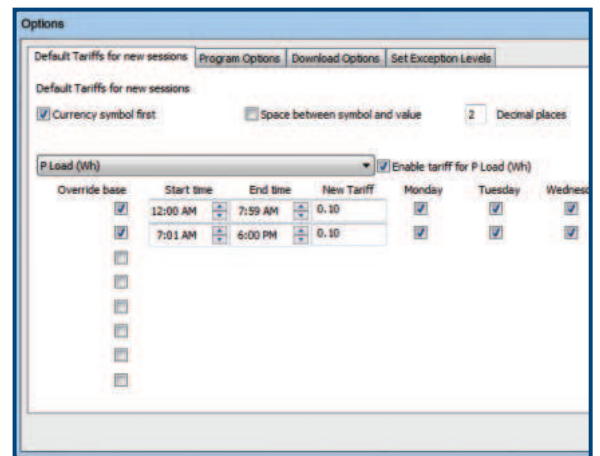 Options
Default Tariffs for new sessions Program Options Download Options Set Exception Levels
Default Tariffs for new sessions
Currency symbol first Space between symbol and value 2 Decimal places
P Load (Wh) Enable tariff for P Load (Wh)
Override base Start time End time New Tariff Monday Tuesday Wednesd
12:00 AM 7:59 AM 0.10
7:01 AM 6:00 PM 0.10